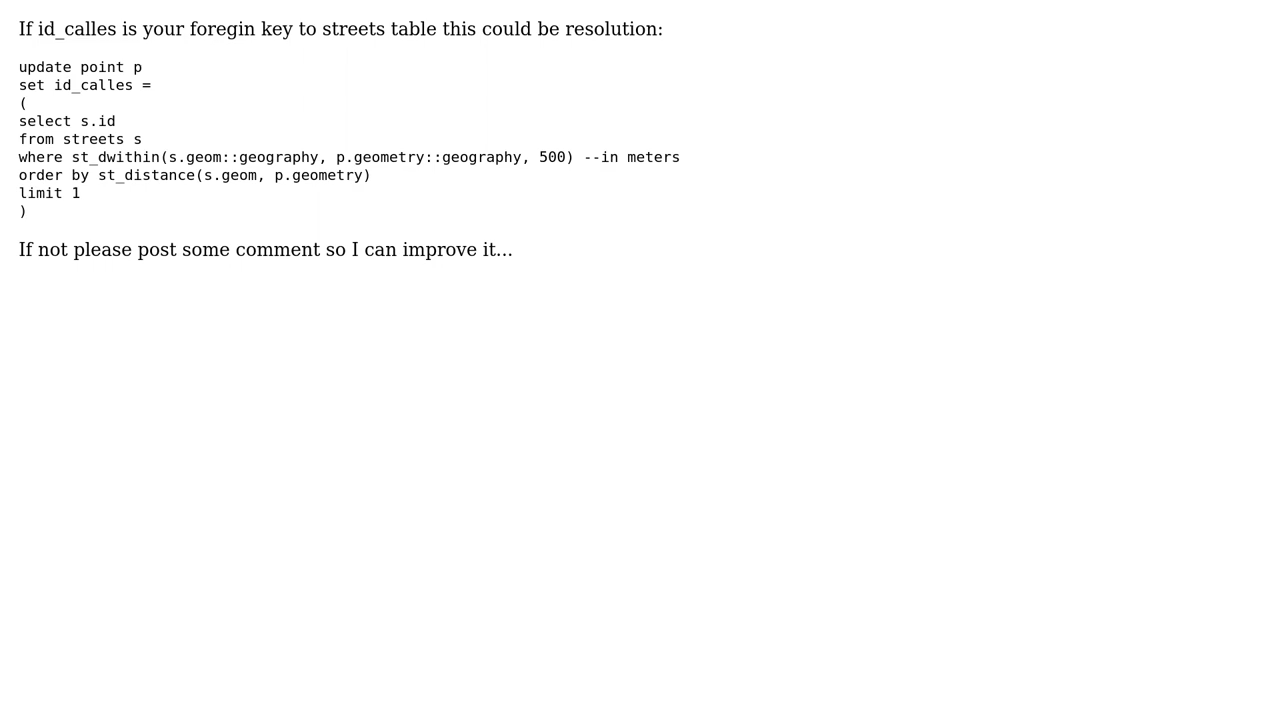 If id_calles is your foregin key to streets table this could be resolution:
update point p
set id_calles =
(
select s.id
from streets s
where st_dwithin(s.geom::geography, p.geometry::geography, 500) --in meters
order by st_distance(s.geom, p.geometry)
limit 1
)
If not please post some comment so I can improve it...